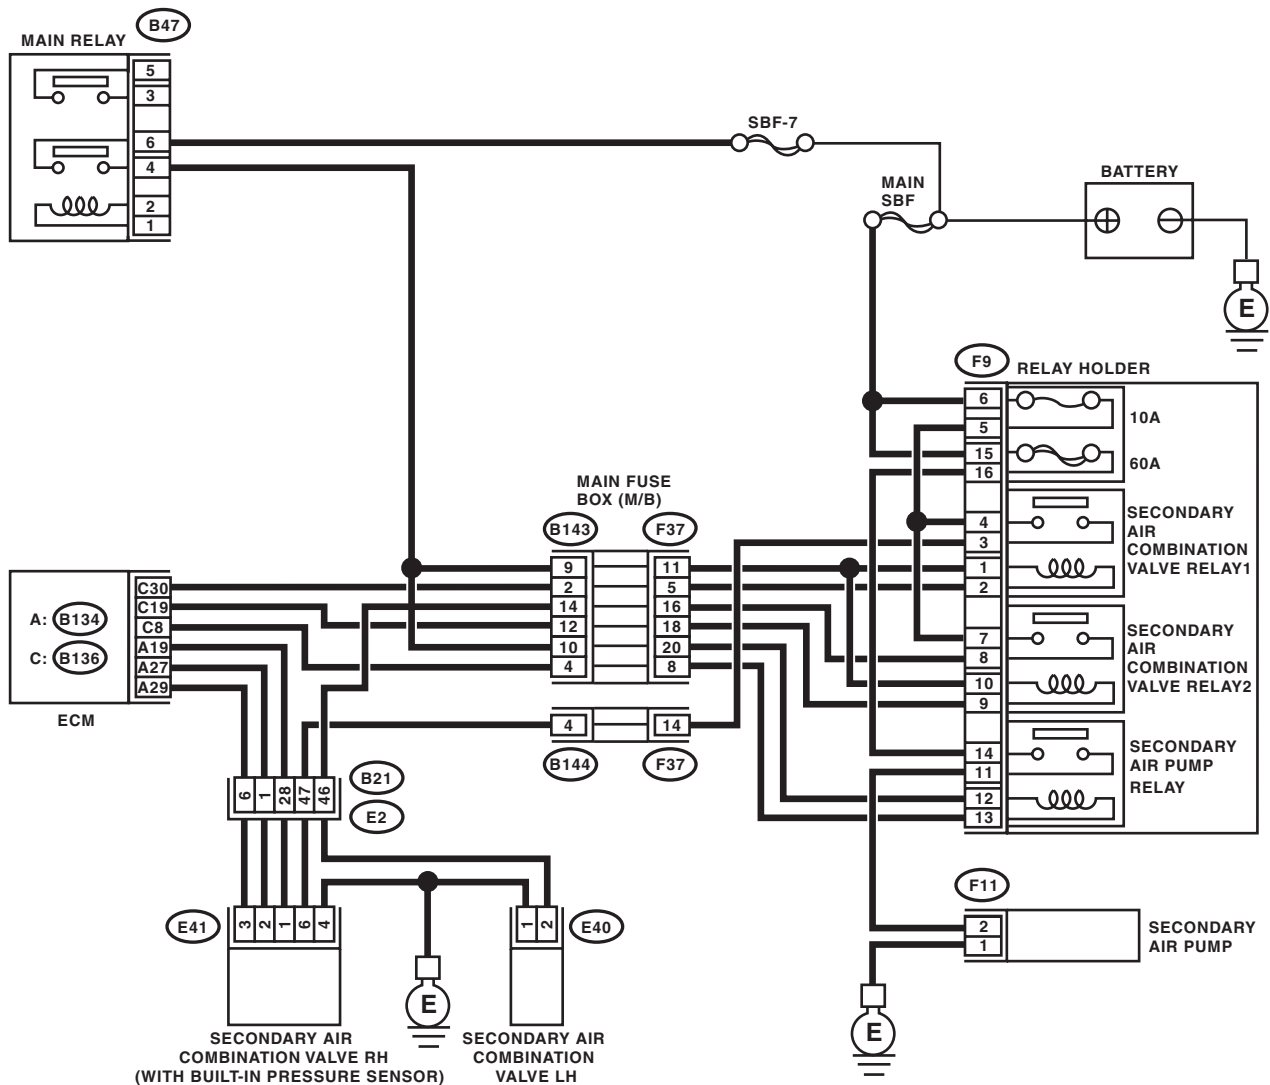 B47
MAIN RELAY
5
3
6
4
2
1
SBF-7
MAIN
SBF
BATTERY
E
F9
RELAY HOLDER
6
5
15
16
4
3
1
2
7
8
10
9
14
11
12
13
10A
60A
SECONDARY
AIR
COMBINATION
VALVE RELAY1
SECONDARY
AIR
COMBINATION
VALVE RELAY2
SECONDARY
AIR PUMP
RELAY
MAIN FUSE
BOX (M/B)
B143
F37
9 11
2 5
14 16
12 18
10 20
4 8
4 14
B144
F37
A: B134
C: B136
C30
C19
C8
A19
A27
A29
ECM
6 1 28 47 46
B21
E2
E41
3 2 1 6 4
1 2
E40
E
SECONDARY AIR
COMBINATION VALVE RH
(WITH BUILT-IN PRESSURE SENSOR)
SECONDARY AIR
COMBINATION
VALVE LH
F11
2
1
SECONDARY
AIR PUMP
E